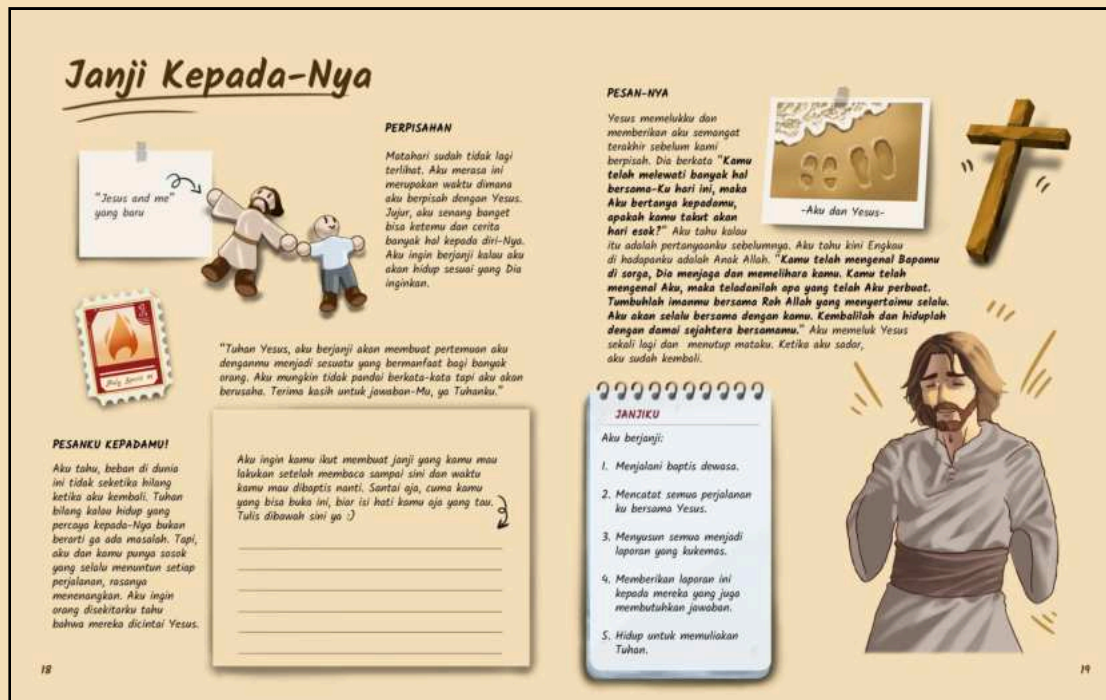 Janji Kepada-Nya
"Jesus and me"
yang baru
PERPISAHAN
Matahari sudah tidak lagi
terlihat. Aku merasa ini
merupakan waktu dimana
aku berpisah dengan Yesus.
Jujur, aku senang banget
bisa ketemu dan cerita
banyak hal kepada diri-Nya.
Aku ingin berjanji kalau aku
akan hidup sesuai yang Dia
inginkan.
Holy Spirit
"Tuhan Yesus, aku berjanji akan membuat pertemuan aku
denganmu menjadi sesuatu yang bermanfaat bagi banyak
orang. Aku mungkin tidak pandai berkata-kata tapi aku akan
berusaha. Terima kasih untuk jawaban-Mu, ya Tuhanku."
PESANKU KEPADAMU!
Aku tahu, beban di dunia
ini tidak seketika hilang
ketika aku kembali. Tuhan
bilang kalau hidup yang
percaya kepada-Nya bukan
berarti ga ada masalah. Tapi,
aku dan kamu punya sosok
yang selalu menuntun setiap
perjalanan, rasanya
menenangkan. Aku ingin
orang disekitarku tahu
bahwa mereka dicintai Yesus.
Aku ingin kamu ikut membuat janji yang kamu mau
lakukan setelah membaca sampai sini dan waktu
kamu mau dibaptis nanti. Santai aja, cuma kamu
yang bisa buka ini, biar isi hati kamu aja yang tau.
Tulis dibawah sini ya :)
18
PESAN-NYA
Yesus memelukku dan
memberikan aku semangat
terakhir sebelum kami
berpisah. Dia berkata "Kamu
telah melewati banyak hal
bersama-Ku hari ini, maka
Aku bertanya kepadamu,
apakah kamu takut akan
hari esok?" Aku tahu kalau
itu adalah pertanyaanku sebelumnya. Aku tahu kini Engkau
di hadapanku adalah Anak Allah. "Kamu telah mengenal Bapamu
di sorga, Dia menjaga dan memelihara kamu. Kamu telah
mengenal Aku, maka teladanilah apa yang telah Aku perbuat.
Tumbuhlah imanmu bersama Roh Allah yang menyertaimu selalu.
Aku akan selalu bersama dengan kamu. Kembalilah dan hiduplah
dengan damai sejahtera bersamamu." Aku memeluk Yesus
sekali lagi dan menutup mataku. Ketika aku sadar,
aku sudah kembali.
-Aku dan Yesus-
JANJIKU
Aku berjanji:
1. Menjalani baptis dewasa.
2. Mencatat semua perjalanan
ku bersama Yesus.
3. Menyusun semua menjadi
laporan yang kukemas.
4. Memberikan laporan ini
kepada mereka yang juga
membutuhkan jawaban.
5. Hidup untuk memuliakan
Tuhan.
19